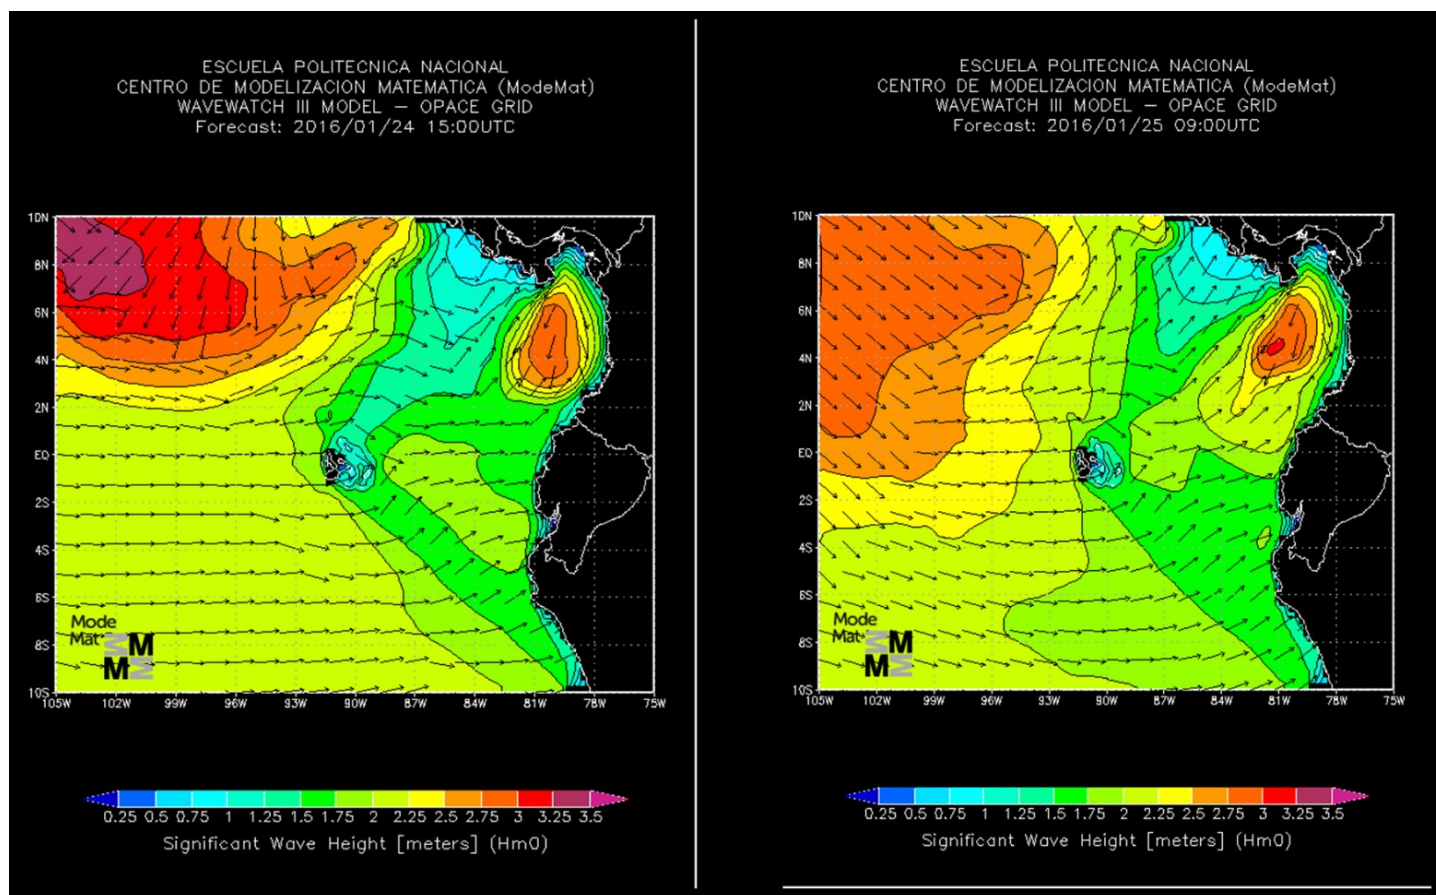 ESCUELA POLITECNICA NACIONAL
CENTRO DE MODELIZACION MATEMATICA (ModeMat)
WAVEWATCH III MODEL – OPACE GRID
Forecast: 2016/01/24 15:00UTC
10N
8N
6N
4N
2N
EQ
2S
4S
6S
8S
10S
105W 102W 99W 96W 93W 90W 87W 84W 81W 78W 75W
Mode
Mat
M
M
M
M
0.25 0.5 0.75 1 1.25 1.5 1.75 2 2.25 2.5 2.75 3 3.25 3.5
Significant Wave Height [meters] (Hm0)
ESCUELA POLITECNICA NACIONAL
CENTRO DE MODELIZACION MATEMATICA (ModeMat)
WAVEWATCH III MODEL – OPACE GRID
Forecast: 2016/01/25 09:00UTC
10N
8N
6N
4N
2N
EQ
2S
4S
6S
8S
10S
105W 102W 99W 96W 93W 90W 87W 84W 81W 78W 75W
Mode
Mat
M
M
M
M
0.25 0.5 0.75 1 1.25 1.5 1.75 2 2.25 2.5 2.75 3 3.25 3.5
Significant Wave Height [meters] (Hm0)